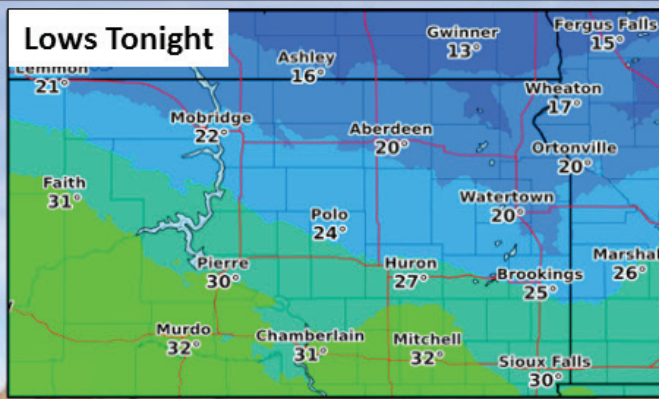 Lows Tonight
Gwinner
13°
Fergus Falls
15°
Ashley
16°
Lemmon
21°
Wheaton
17°
Mobridge
22°
Aberdeen
20°
Ortonville
20°
Faith
31°
Watertown
20°
Polo
24°
Marshal
26°
Pierre
30°
Huron
27°
Brookings
25°
Murdo
32°
Chamberlain
31°
Mitchell
32°
Sioux Falls
30°